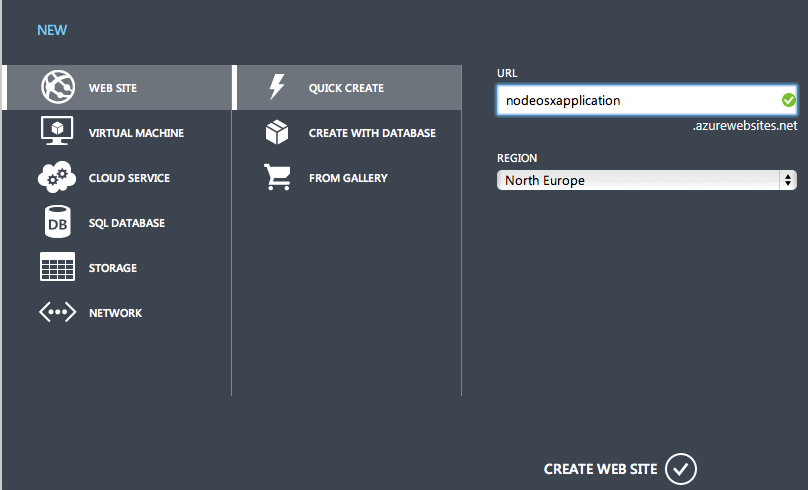 NEW
WEB SITE
VIRTUAL MACHINE
CLOUD SERVICE
DB
SQL DATABASE
STORAGE
NETWORK
QUICK CREATE
CREATE WITH DATABASE
FROM GALLERY
URL
nodeosxapplication
.azurewebsites.net
REGION
North Europe
CREATE WEB SITE